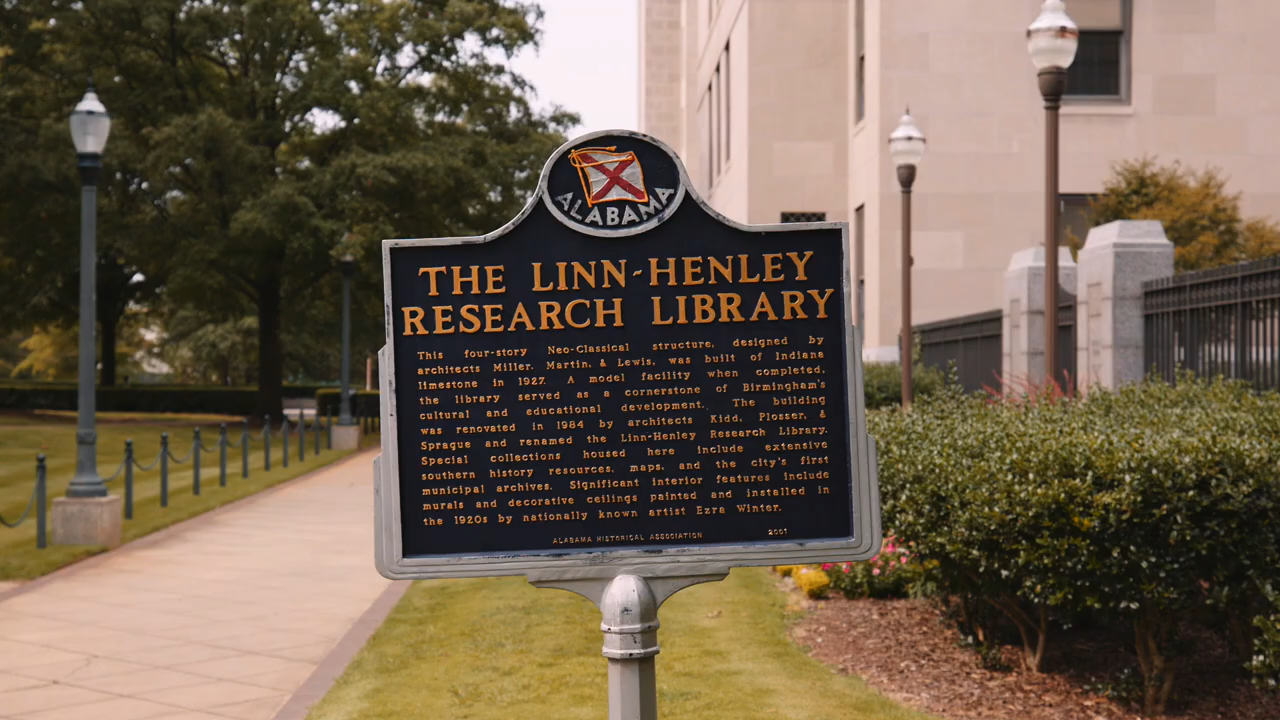 ALABAMA
THE LINN-HENLEY
RESEARCH LIBRARY
This four-story Neo-Classical structure, designed by
architects Miller, Martin, & Lewis, was built of Indiana
limestone in 1927. A model facility when completed,
the library served as a cornerstone of Birmingham's
cultural and educational development. The building
was renovated in 1984 by architects Kidd, Plosser, &
Sprague and renamed the Linn-Henley Research Library.
Special collections housed here include extensive
southern history resources, maps, and the city's first
municipal archives. Significant interior features include
murals and decorative ceilings painted and installed in
the 1920s by nationally known artist Ezra Winter.
ALABAMA HISTORICAL ASSOCIATION 2007